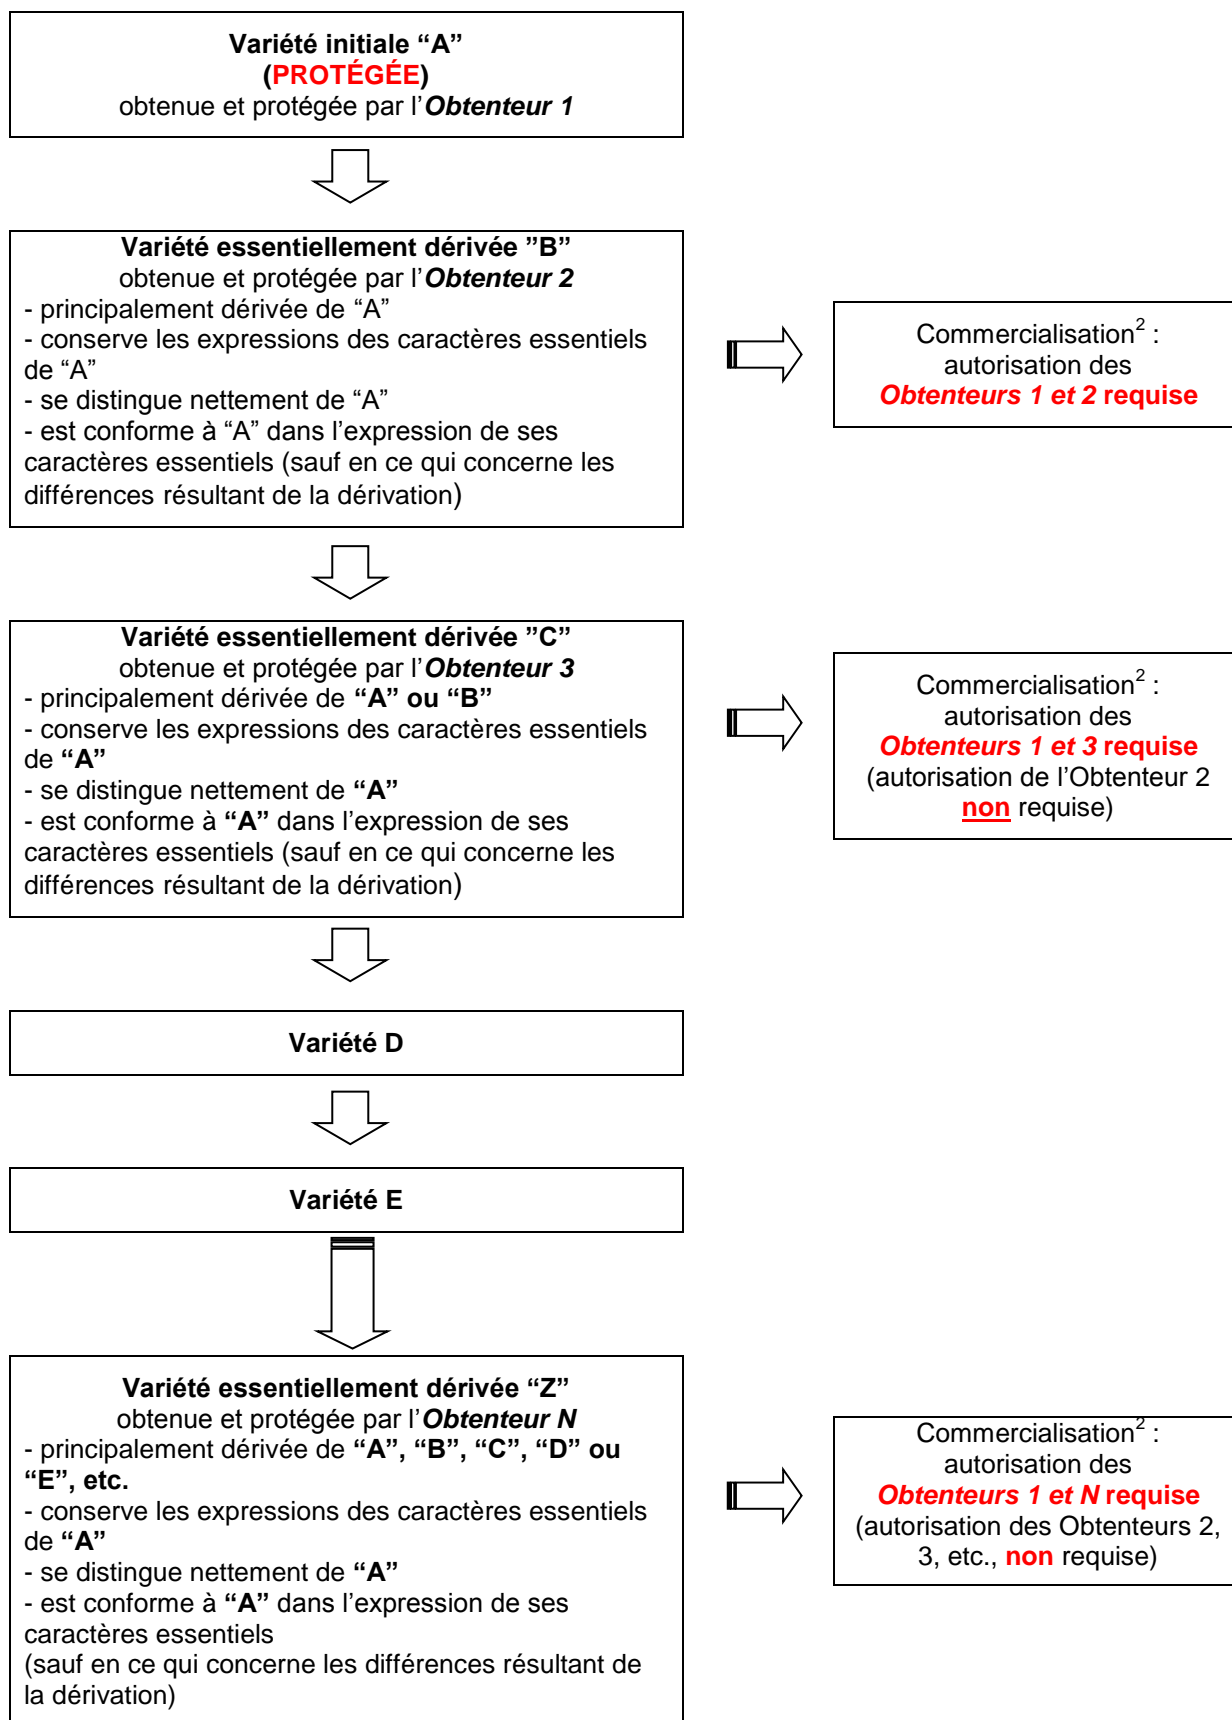 Variété initiale “A”
(PROTÉGÉE)
obtenue et protégée par l’Obtenteur 1
Variété essentiellement dérivée ”B”
obtenue et protégée par l’Obtenteur 2
- principalement dérivée de “A”
- conserve les expressions des caractères essentiels
de “A”
- se distingue nettement de “A”
- est conforme à “A” dans l’expression de ses
caractères essentiels (sauf en ce qui concerne les
différences résultant de la dérivation)
Commercialisation2 :
autorisation des
Obtenteurs 1 et 2 requise
Variété essentiellement dérivée ”C”
obtenue et protégée par l’Obtenteur 3
- principalement dérivée de “A” ou “B”
- conserve les expressions des caractères essentiels
de “A”
- se distingue nettement de “A”
- est conforme à “A” dans l’expression de ses
caractères essentiels (sauf en ce qui concerne les
différences résultant de la dérivation)
Commercialisation2 :
autorisation des
Obtenteurs 1 et 3 requise
(autorisation de l’Obtenteur 2
non requise)
Variété D
Variété E
Variété essentiellement dérivée “Z”
obtenue et protégée par l’Obtenteur N
- principalement dérivée de “A”, “B”, “C”, “D” ou
“E”, etc.
- conserve les expressions des caractères essentiels
de “A”
- se distingue nettement de “A”
- est conforme à “A” dans l’expression de ses
caractères essentiels
(sauf en ce qui concerne les différences résultant de
la dérivation)
Commercialisation2 :
autorisation des
Obtenteurs 1 et N requise
(autorisation des Obtenteurs 2,
3, etc., non requise)